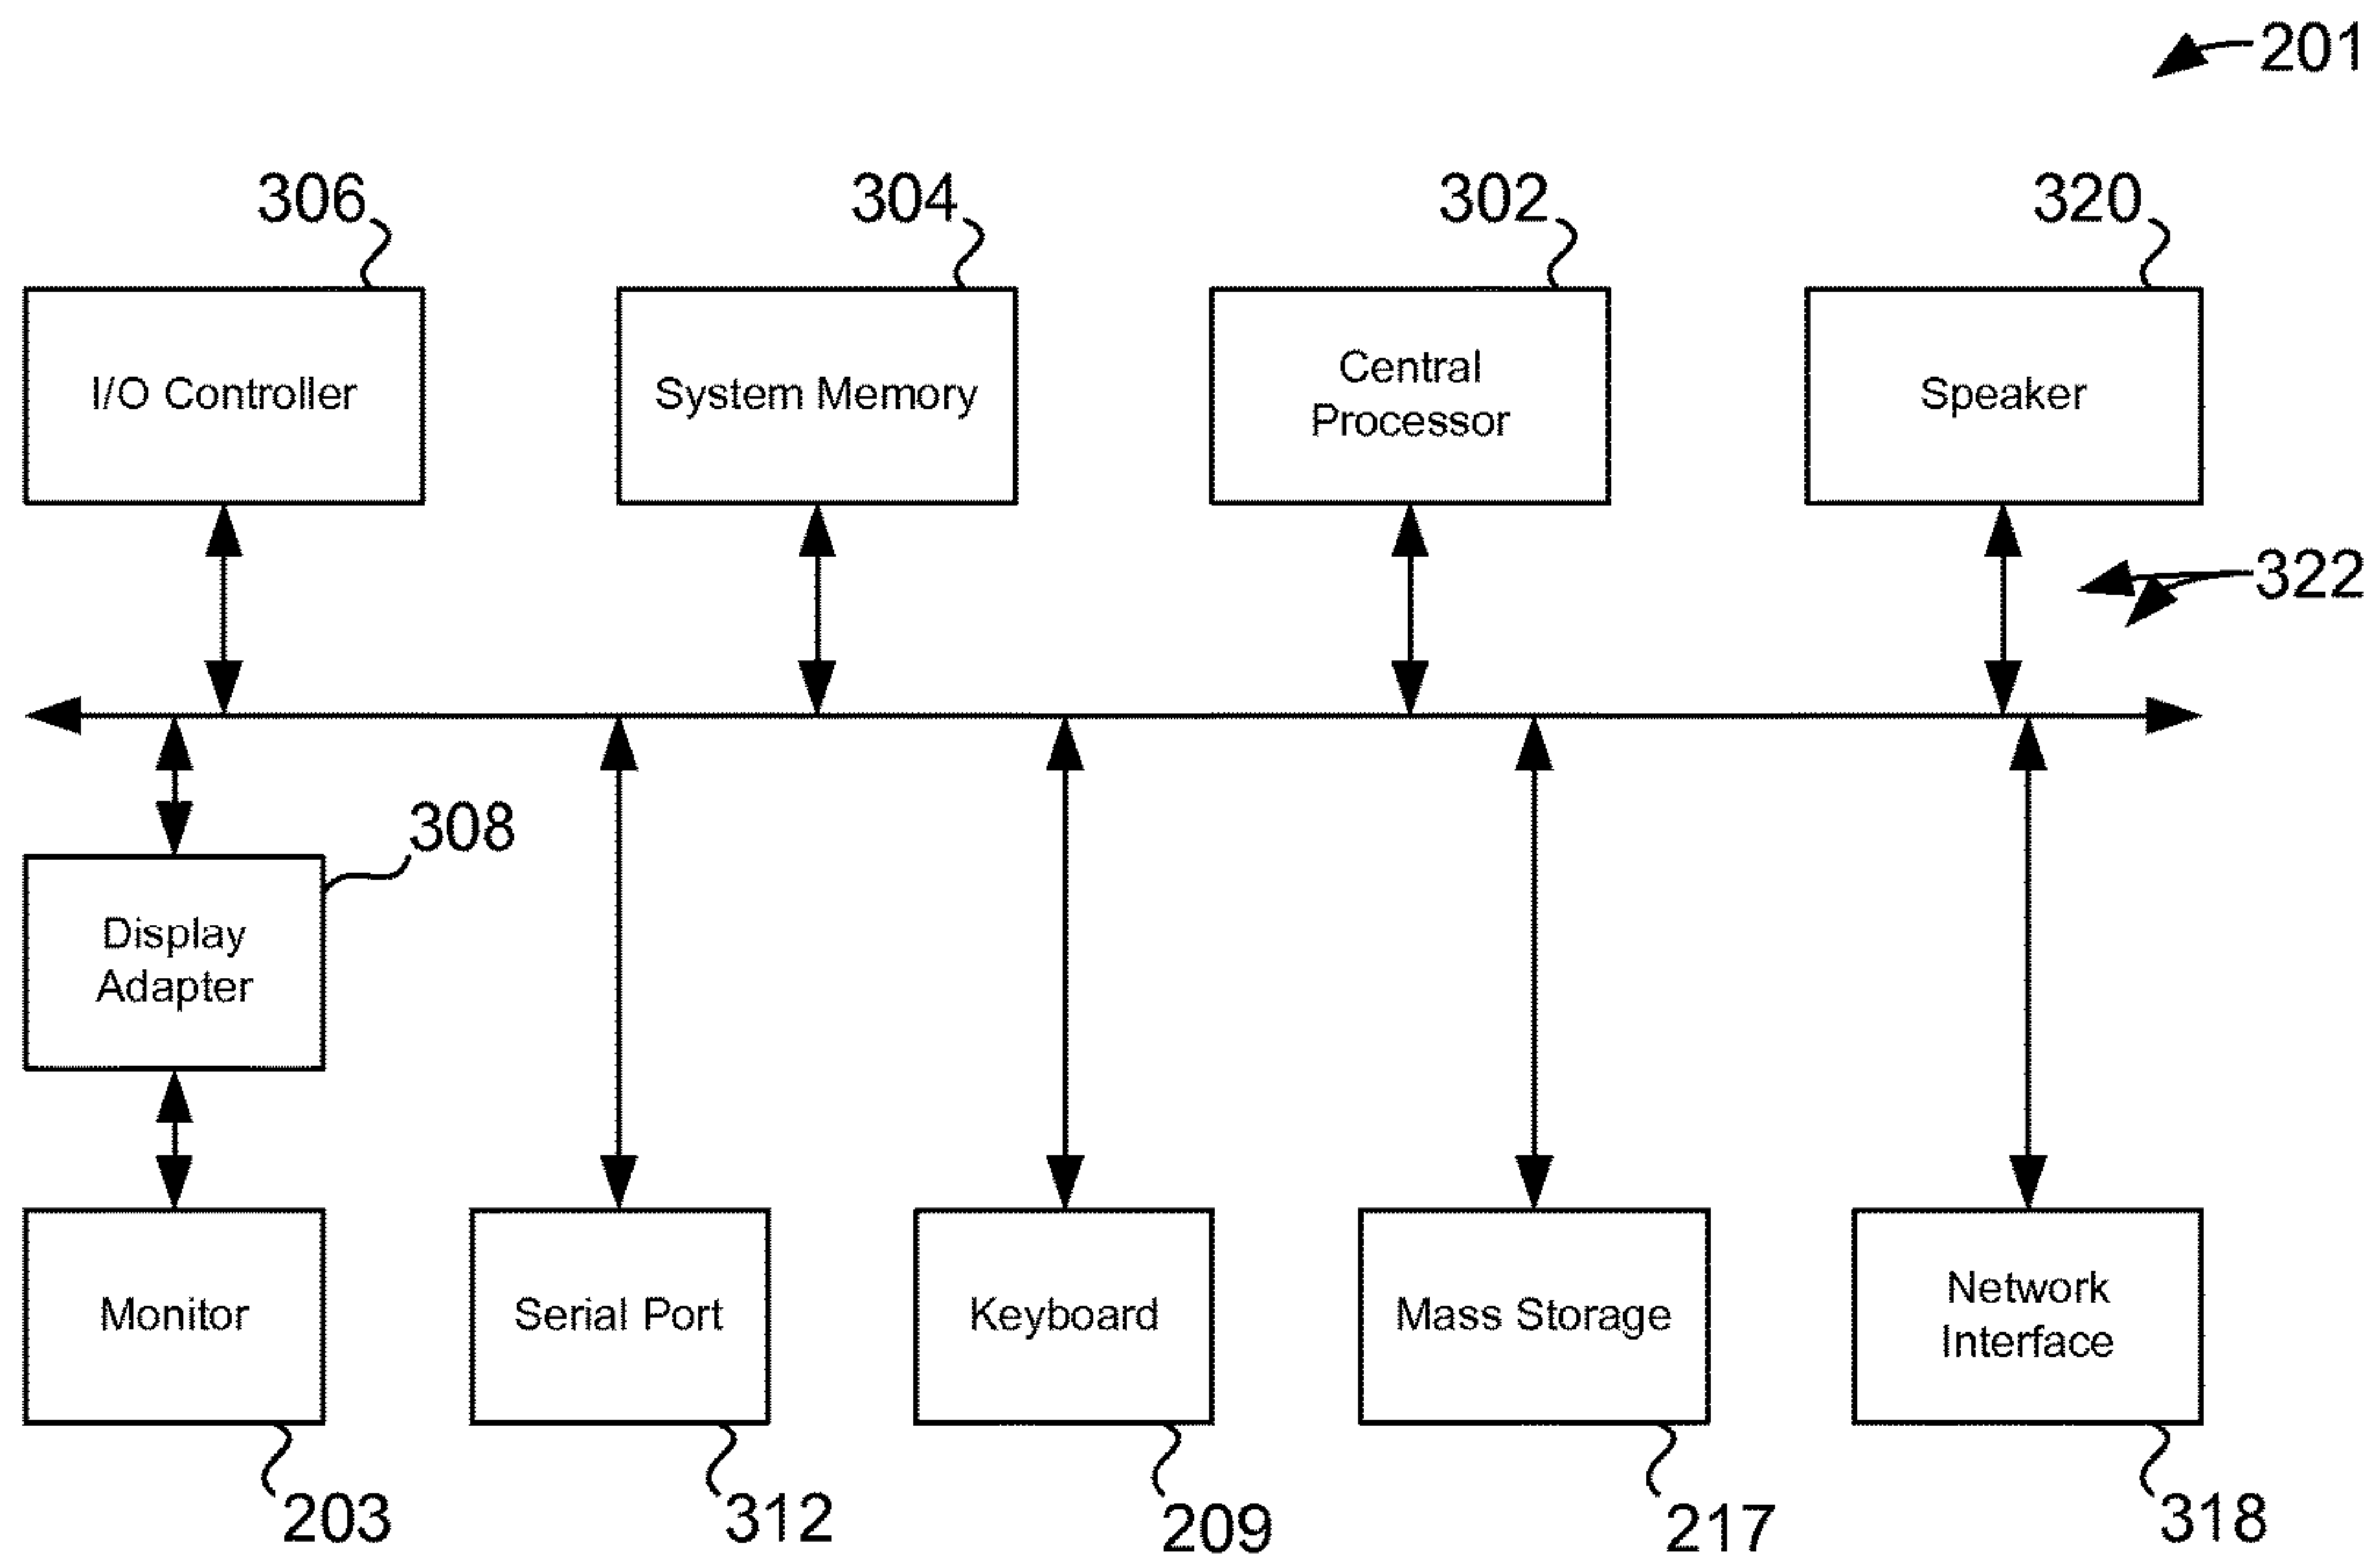 201
306
304
302
320
I/O Controller
System Memory
Central
Processor
Speaker
322
308
Display
Adapter
Monitor
Serial Port
Keyboard
Mass Storage
Network
Interface
203
312
209
217
318